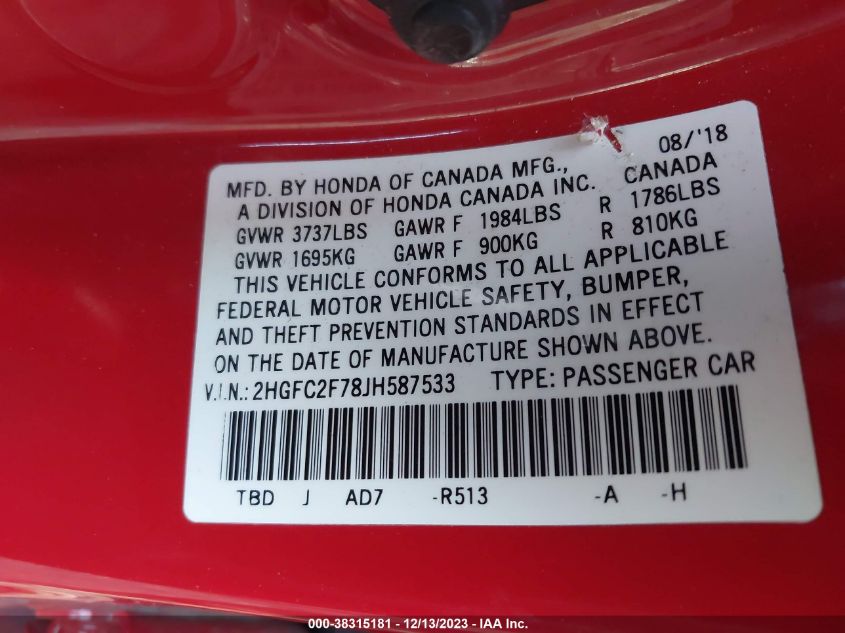 08/'18
MFD. BY HONDA OF CANADA MFG., CANADA
A DIVISION OF HONDA CANADA INC.
GVWR 3737LBS GAWR F 1984LBS R 1786LBS
GVWR 1695KG GAWR F 900KG R 810KG
THIS VEHICLE CONFORMS TO ALL APPLICABLE
FEDERAL MOTOR VEHICLE SAFETY, BUMPER,
AND THEFT PREVENTION STANDARDS IN EFFECT
ON THE DATE OF MANUFACTURE SHOWN ABOVE.
V.I.N.: 2HGFC2F78JH587533 TYPE: PASSENGER CAR
TBD J AD7 -R513 -A -H
000-38315181 - 12/13/2023 - IAA Inc.